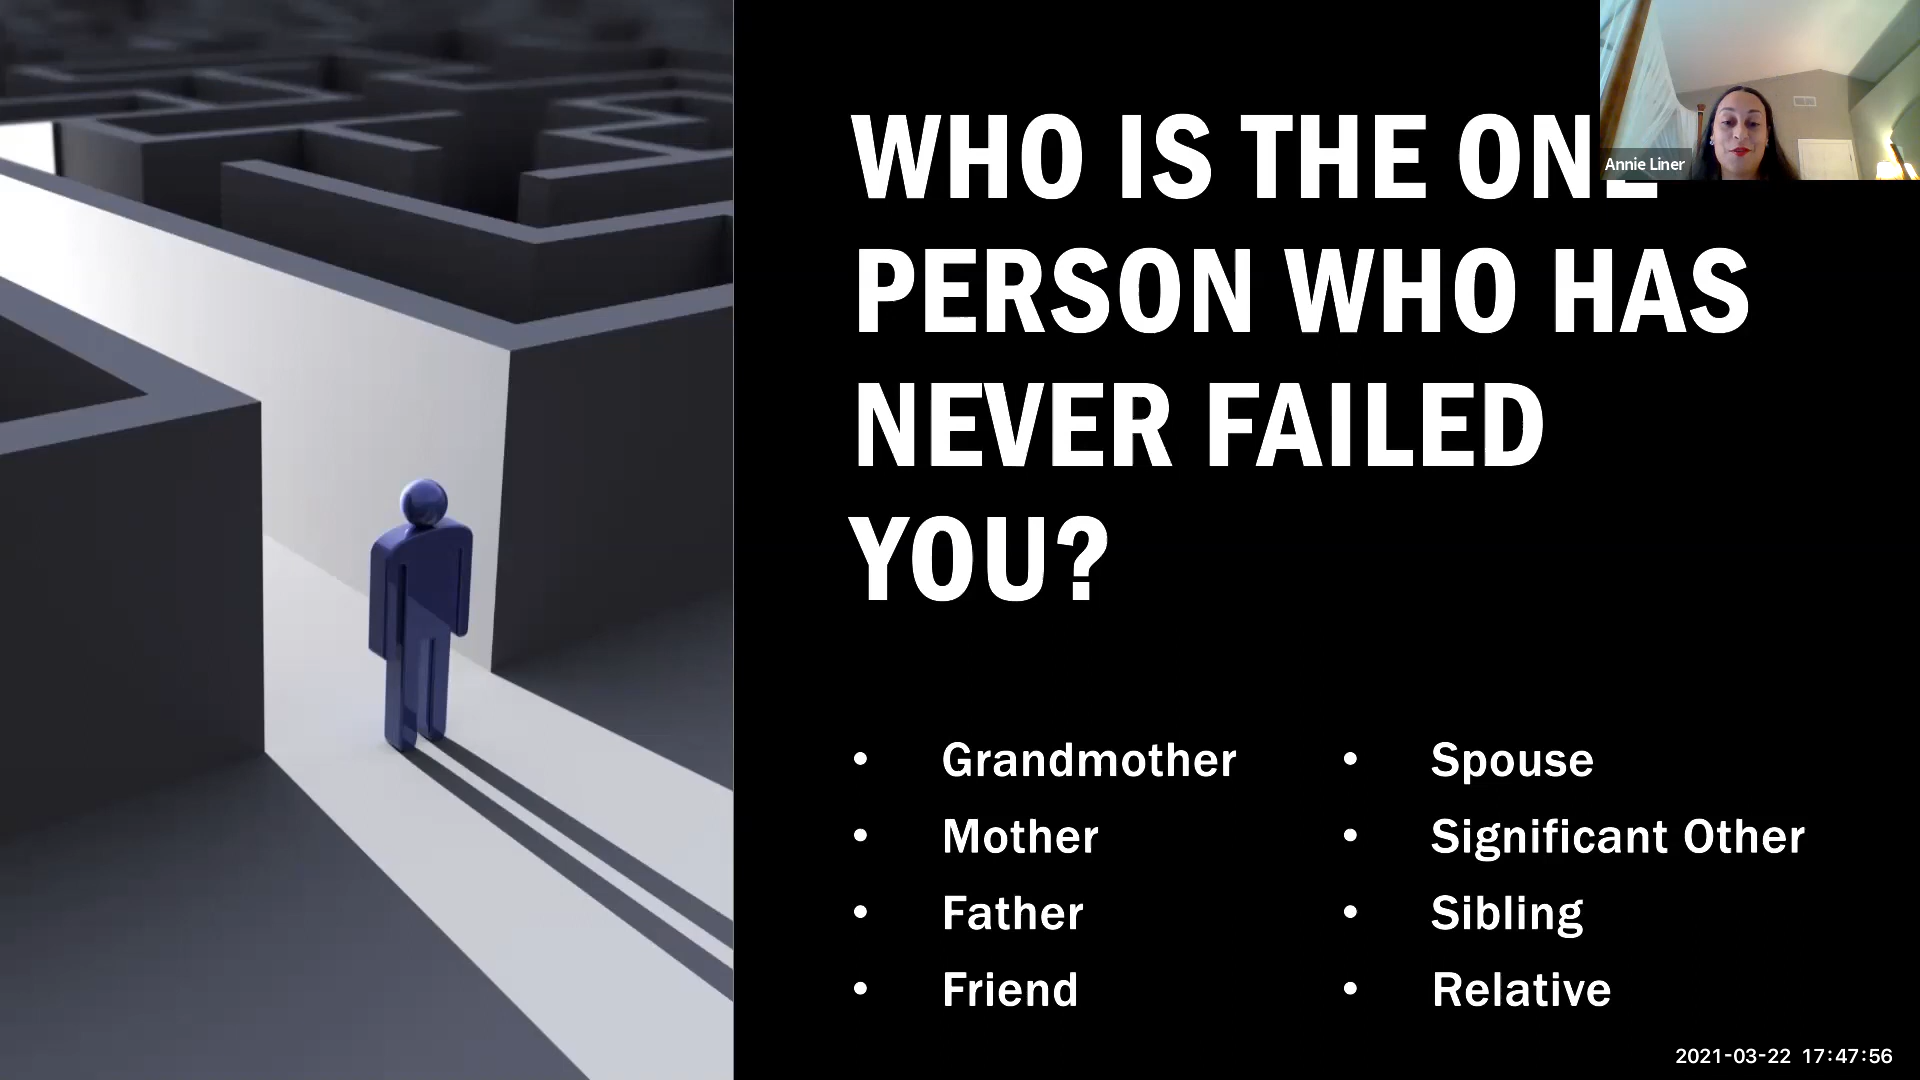 WHO IS THE ONE
PERSON WHO HAS
NEVER FAILED
YOU?
Annie Liner
• Grandmother
• Mother
• Father
• Friend
• Spouse
• Significant Other
• Sibling
• Relative
2021-03-22 17:47:56